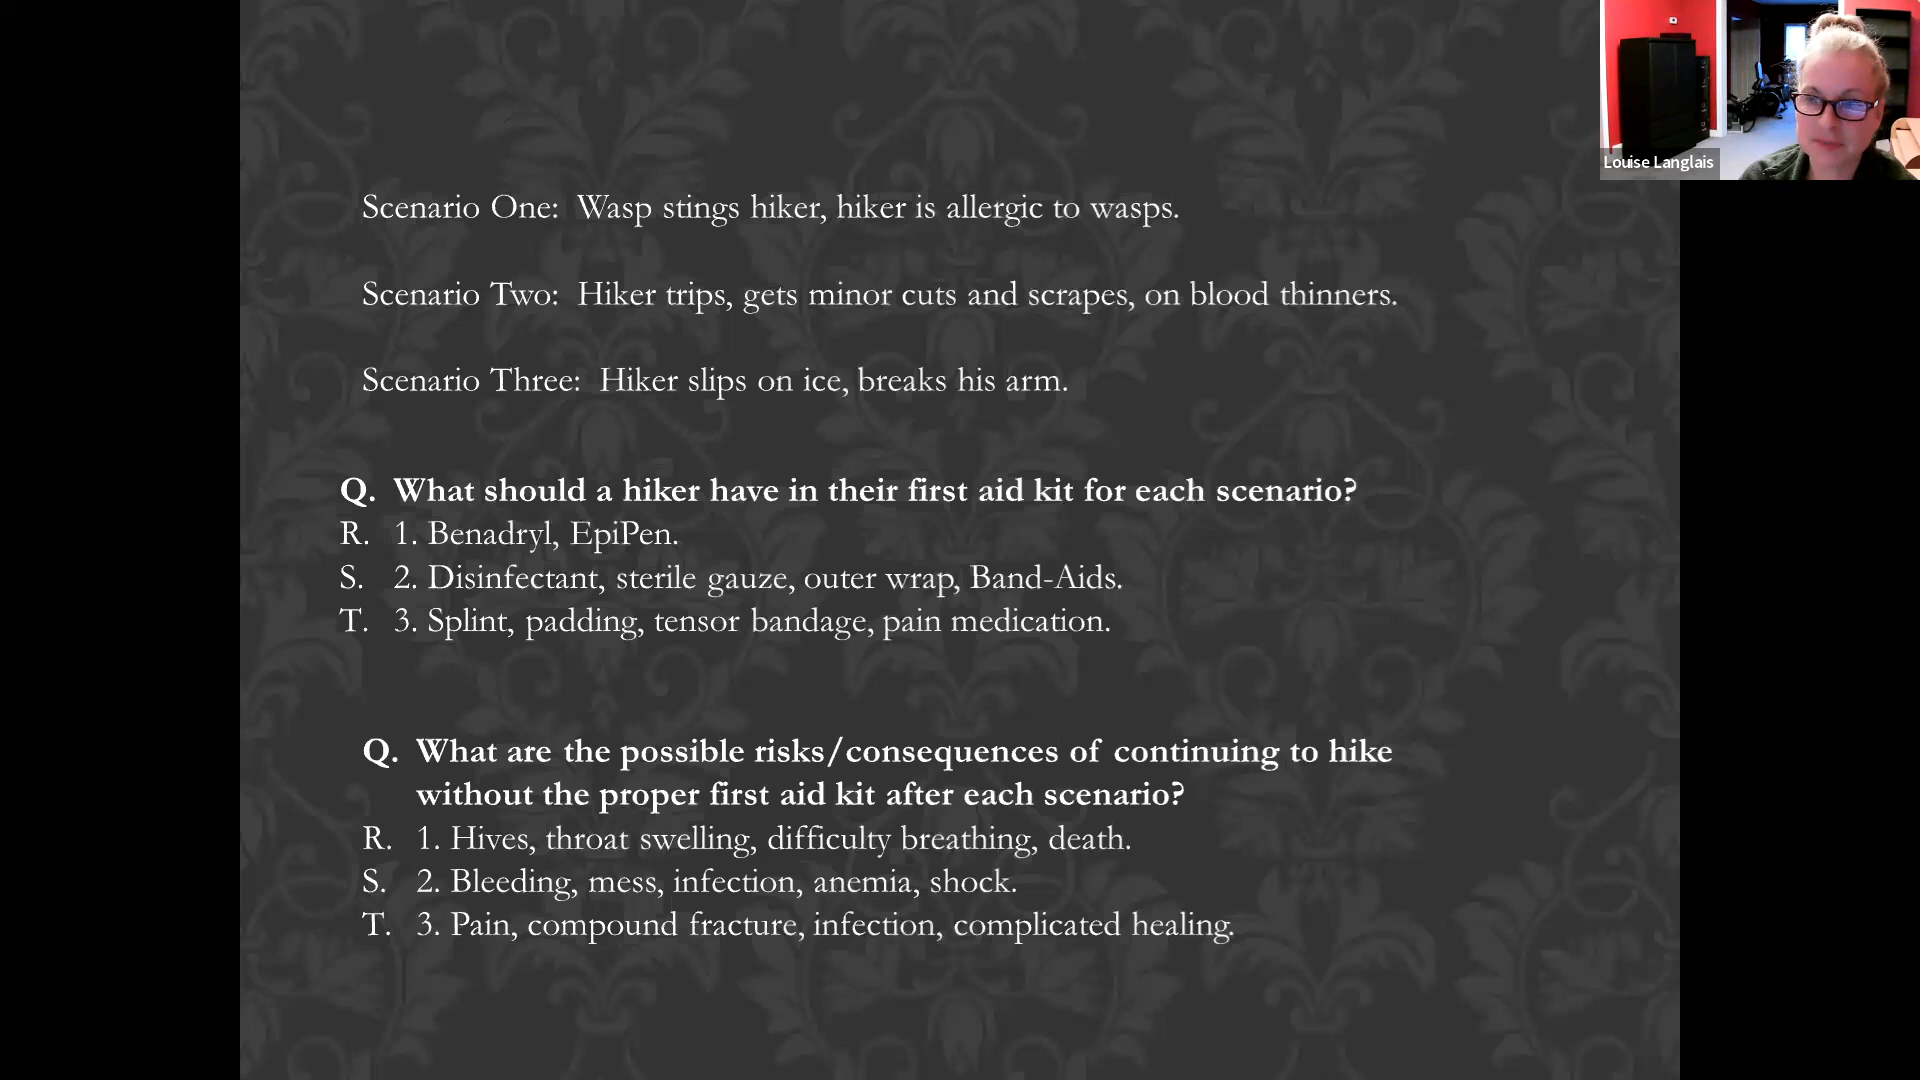 Louise Langlais
Scenario One:  Wasp stings hiker, hiker is allergic to wasps.
Scenario Two:  Hiker trips, gets minor cuts and scrapes, on blood thinners.
Scenario Three:  Hiker slips on ice, breaks his arm.
Q. What should a hiker have in their first aid kit for each scenario?
R. 1. Benadryl, EpiPen.
S. 2. Disinfectant, sterile gauze, outer wrap, Band-Aids.
T. 3. Splint, padding, tensor bandage, pain medication.
Q. What are the possible risks/consequences of continuing to hike
without the proper first aid kit after each scenario?
R. 1. Hives, throat swelling, difficulty breathing, death.
S. 2. Bleeding, mess, infection, anemia, shock.
T. 3. Pain, compound fracture, infection, complicated healing.